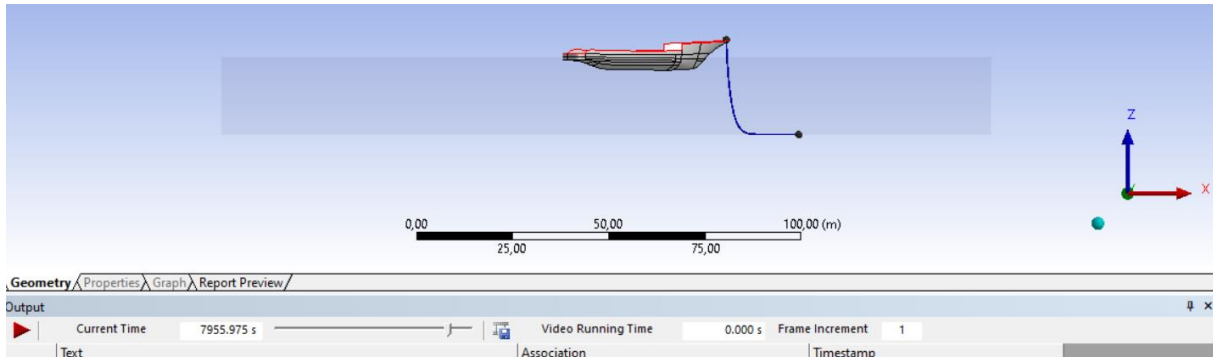 Z
X
0,00 50,00 100,00 (m)
25,00 75,00
Geometry Properties Graph Report Preview
Output
Current Time 7955.975 s Video Running Time 0.000 s Frame Increment 1
Text Association Timestamp